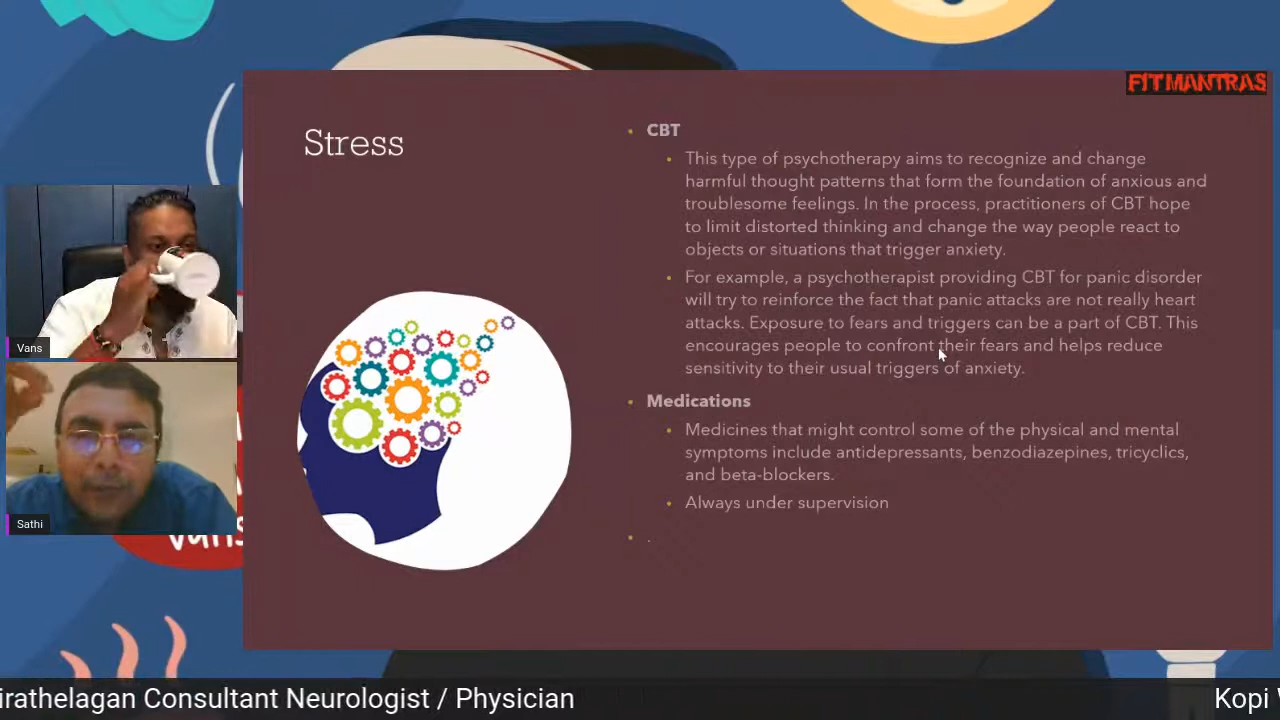 FITMANTRAS
Stress
CBT
This type of psychotherapy aims to recognize and change
harmful thought patterns that form the foundation of anxious and
troublesome feelings. In the process, practitioners of CBT hope
to limit distorted thinking and change the way people react to
objects or situations that trigger anxiety.
For example, a psychotherapist providing CBT for panic disorder
will try to reinforce the fact that panic attacks are not really heart
attacks. Exposure to fears and triggers can be a part of CBT. This
encourages people to confront their fears and helps reduce
sensitivity to their usual triggers of anxiety.
Medications
Medicines that might control some of the physical and mental
symptoms include antidepressants, benzodiazepines, tricyclics,
and beta-blockers.
Always under supervision
.
Vans
Sathi
vans
irathelagan Consultant Neurologist / Physician
Kopi